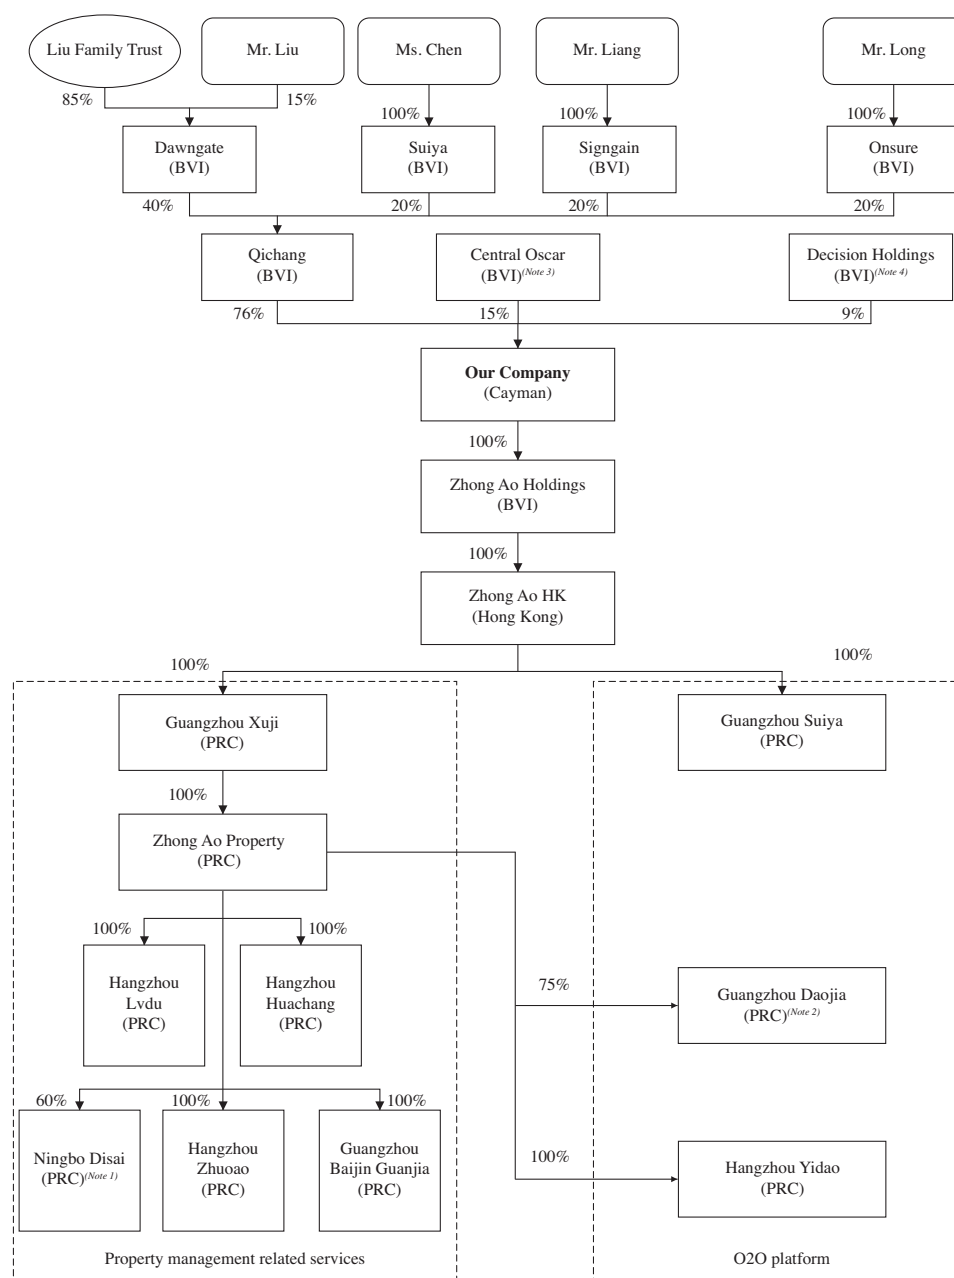 Liu Family Trust
Mr. Liu
Ms. Chen
Mr. Liang
Mr. Long
85%
15%
100%
100%
100%
Dawngate
(BVI)
Suiya
(BVI)
Signgain
(BVI)
Onsure
(BVI)
40%
20%
20%
20%
Qichang
(BVI)
Central Oscar
(BVI)(Note 3)
Decision Holdings
(BVI)(Note 4)
76%
15%
9%
Our Company
(Cayman)
100%
Zhong Ao Holdings
(BVI)
100%
Zhong Ao HK
(Hong Kong)
100%
100%
Guangzhou Xuji
(PRC)
Guangzhou Suiya
(PRC)
100%
Zhong Ao Property
(PRC)
100%
100%
Hangzhou
Lvdu
(PRC)
Hangzhou
Huachang
(PRC)
75%
Guangzhou Daojia
(PRC)(Note 2)
60%
100%
100%
Ningbo Disai
(PRC)(Note 1)
Hangzhou
Zhuoao
(PRC)
Guangzhou
Baijin Guanjia
(PRC)
100%
Hangzhou Yidao
(PRC)
Property management related services
O2O platform